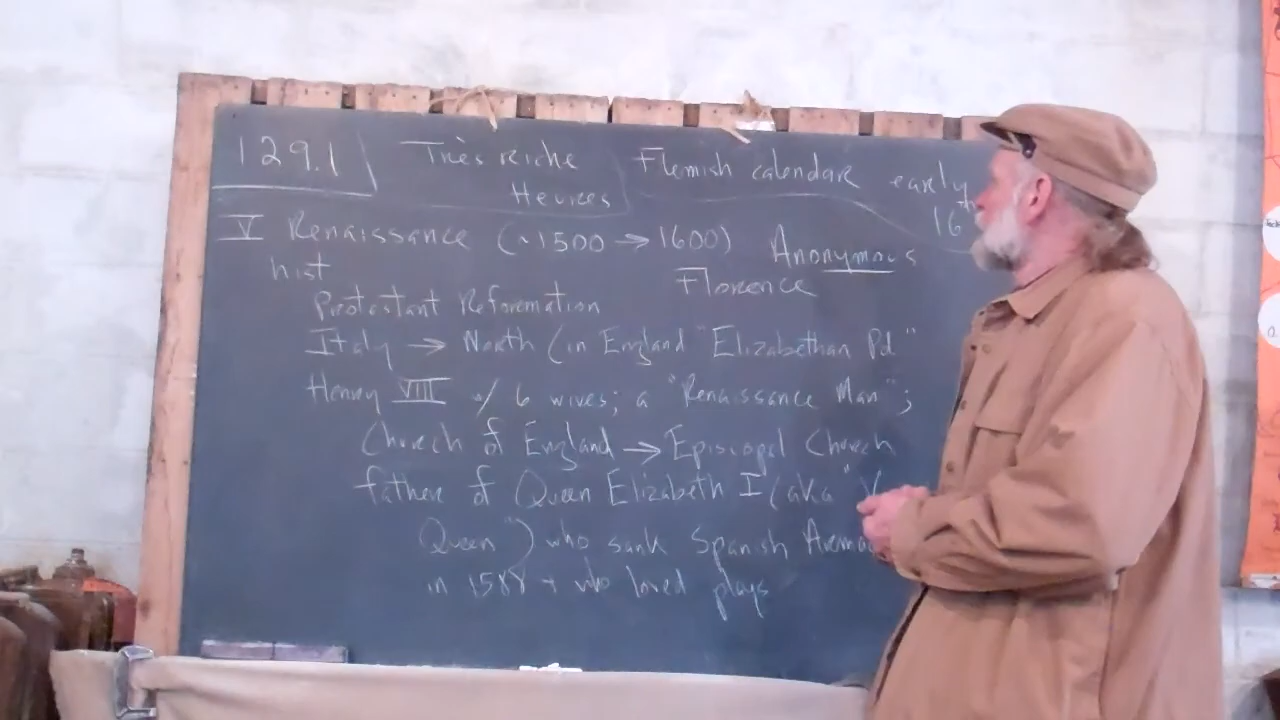 129.1
Très Riche
Heures
Flemish calendar early
16
V Renaissance (~1500 → 1600) Anonymous
hist Florence
Protestant Reformation
Italy → North (in England "Elizabethan Pd"
Henry VIII w/ 6 wives; a "Renaissance Man";
Church of England → Episcopal Church
father of Queen Elizabeth I (aka "V
Queen") who sank Spanish Arma
in 1588 + who loved plays